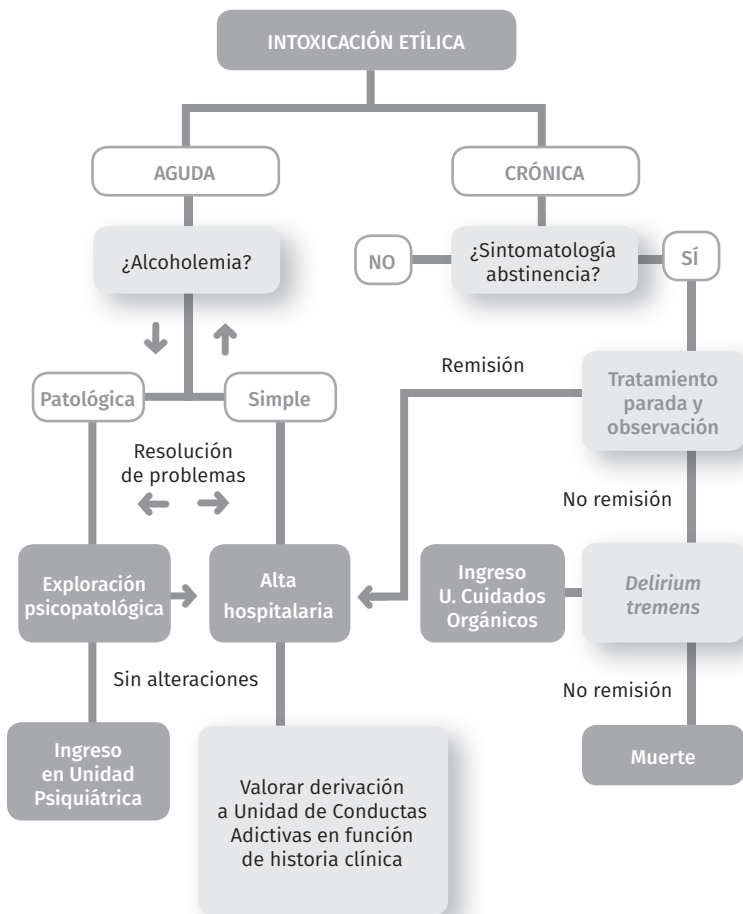 INTOXICACIÓN ETÍLICA
AGUDA
CRÓNICA
¿Alcoholemia?
NO
¿Sintomatología
abstinencia?
SÍ
Patológica
Simple
Remisión
Tratamiento
parada y
observación
Resolución
de problemas
No remisión
Exploración
psicopatológica
Alta
hospitalaria
Ingreso
U. Cuidados
Orgánicos
Delirium
tremens
Sin alteraciones
No remisión
Ingreso
en Unidad
Psiquiátrica
Valorar derivación
a Unidad de Conductas
Adictivas en función
de historia clínica
Muerte